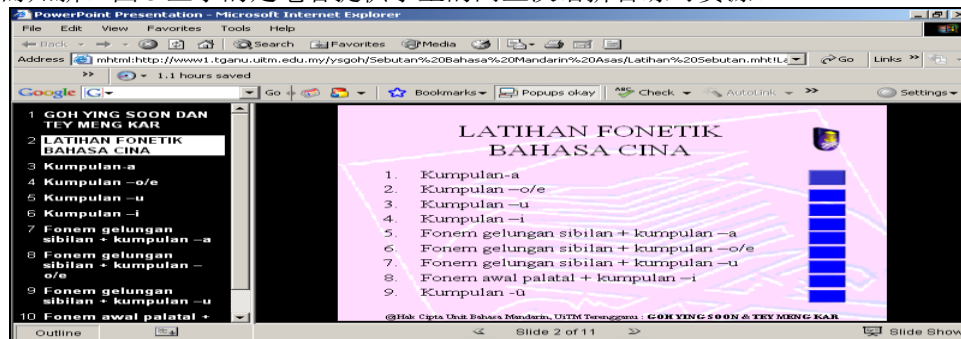 PowerPoint Presentation - Microsoft Internet Explorer
File Edit View Favorites Tools Help
Back Search Favorites Media
Address mhtml:http://www1.tganu.uitm.edu.my/ysgoh/Sebutan%20Bahasa%20Mandarin%20Asas/Latihan%20Sebutan.mht!La Go Links »
» 1.1 hours saved
Google G Go Bookmarks Popups okay Check AutoLink » Settings
1 GOH YING SOON DAN TEY MENG KAR
2 LATIHAN FONETIK BAHASA CINA
3 Kumpulan-a
4 Kumpulan –o/e
5 Kumpulan –u
6 Kumpulan –i
7 Fonem gelungan sibilan + kumpulan –a
8 Fonem gelungan sibilan + kumpulan –o/e
9 Fonem gelungan sibilan + kumpulan –u
10 Fonem awal palatal +
LATIHAN FONETIK
BAHASA CINA
1. Kumpulan-a
2. Kumpulan –o/e
3. Kumpulan –u
4. Kumpulan –i
5. Fonem gelungan sibilan + kumpulan –a
6. Fonem gelungan sibilan + kumpulan –o/e
7. Fonem gelungan sibilan + kumpulan –u
8. Fonem awal palatal + kumpulan –i
9. Kumpulan -ü
@Hak Cipta Unit Bahasa Mandarin, UiTM Terengganu : GOH YING SOON & TEY MENG KAR
Outline Slide 2 of 11 Slide Show